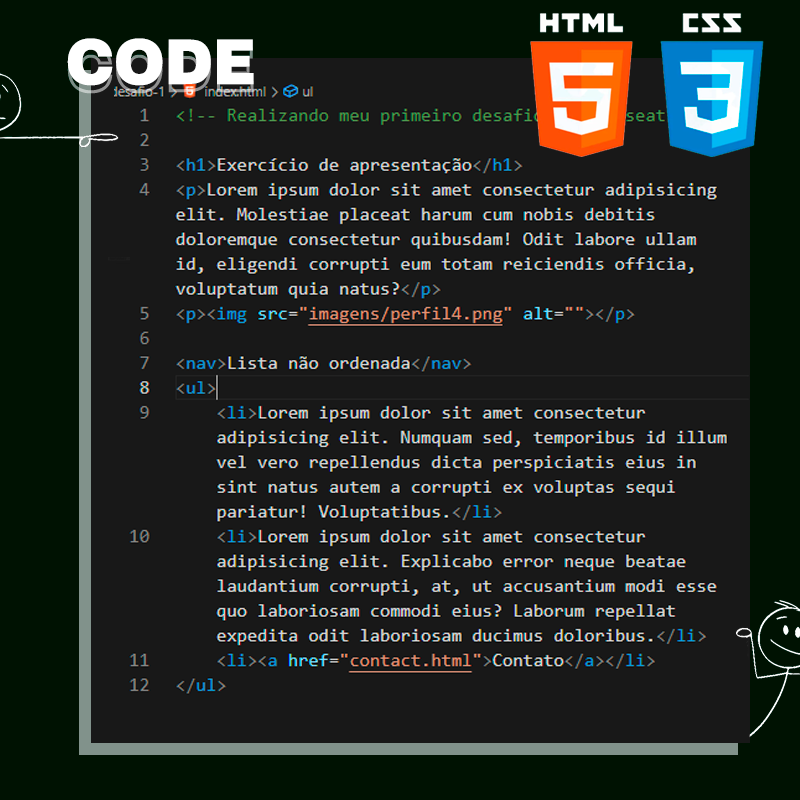 HTML CSS
CODE
desafio-1 > index.html > ul
1 <!-- Realizando meu primeiro desafio seat
2
3 <h1>Exercício de apresentação</h1>
4 <p>Lorem ipsum dolor sit amet consectetur adipisicing
elit. Molestiae placeat harum cum nobis debitis
doloremque consectetur quibusdam! Odit labore ullam
id, eligendi corrupti eum totam reiciendis officia,
voluptatum quia natus?</p>
5 <p><img src="imagens/perfil4.png" alt=""></p>
6
7 <nav>Lista não ordenada</nav>
8 <ul>
9 <li>Lorem ipsum dolor sit amet consectetur
adipisicing elit. Numquam sed, temporibus id illum
vel vero repellendus dicta perspiciatis eius in
sint natus autem a corrupti ex voluptas sequi
pariatur! Voluptatibus.</li>
10 <li>Lorem ipsum dolor sit amet consectetur
adipisicing elit. Explicabo error neque beatae
laudantium corrupti, at, ut accusantium modi esse
quo laboriosam commodi eius? Laborum repellat
expedita odit laboriosam ducimus doloribus.</li>
11 <li><a href="contact.html">Contato</a></li>
12 </ul>